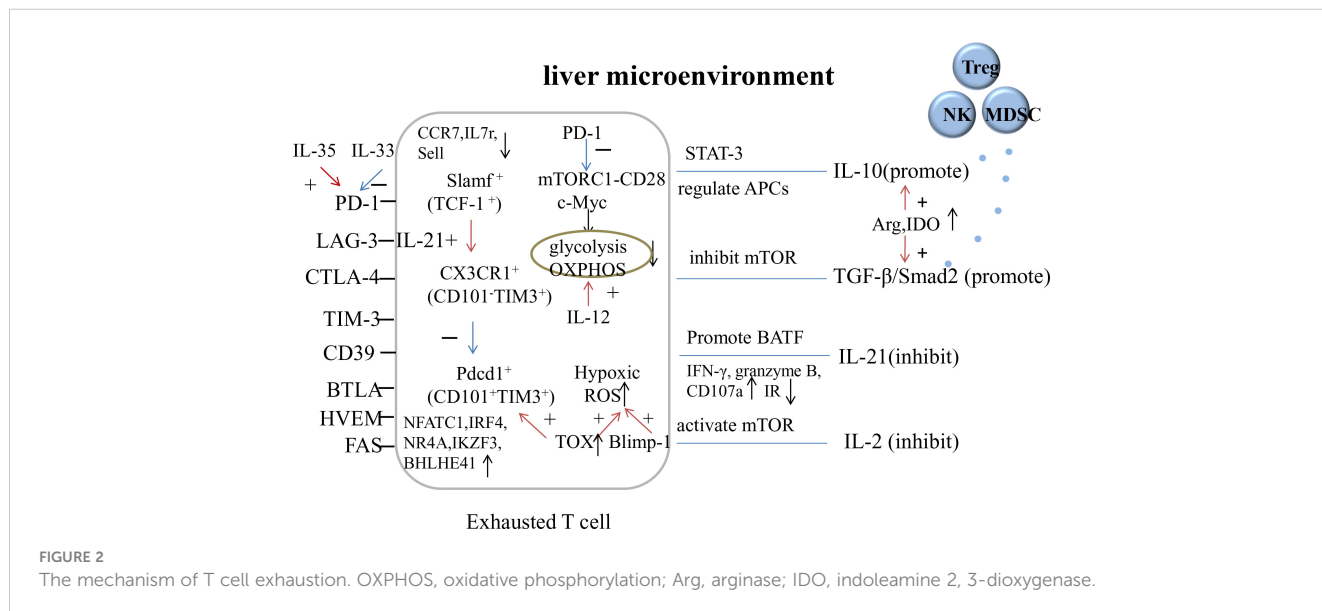 liver microenvironment
Treg
NK
MDSC
IL-35
IL-33
+
−
PD-1
LAG-3
CTLA-4
TIM-3
CD39
BTLA
HVEM
FAS
CCR7,IL7r,
Sell
Slamf⁺
(TCF-1⁺)
IL-21+
CX3CR1⁺
(CD101⁻TIM3⁺)
−
Pdcd1⁺
(CD101⁺TIM3⁺)
NFATC1,IRF4,
NR4A,IKZF3,
BHLHE41
PD-1
−
mTORC1-CD28
c-Myc
glycolysis
OXPHOS
+
IL-12
Hypoxic
ROS
+ + +
TOX Blimp-1
STAT-3
regulate APCs
inhibit mTOR
Promote BATF
IFN-γ, granzyme B,
CD107a IR
activate mTOR
IL-10(promote)
+
Arg,IDO
+
TGF-β/Smad2 (promote)
IL-21(inhibit)
IL-2 (inhibit)
Exhausted T cell
FIGURE 2
The mechanism of T cell exhaustion. OXPHOS, oxidative phosphorylation; Arg, arginase; IDO, indoleamine 2, 3-dioxygenase.